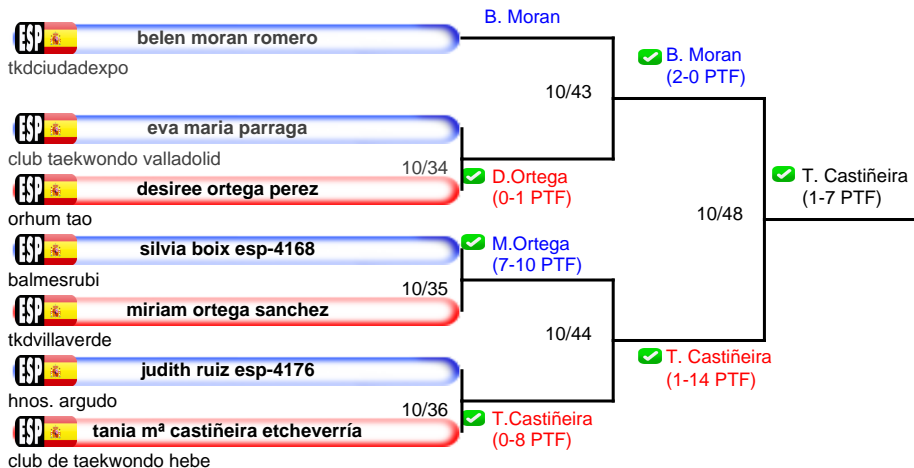 B. Moran
ESP belen moran romero
tkdciudadexpo
B. Moran
(2-0 PTF)
10/43
ESP eva maria parraga
club taekwondo valladolid
10/34
D.Ortega
(0-1 PTF)
ESP desiree ortega perez
orhum tao
T. Castiñeira
(1-7 PTF)
10/48
ESP silvia boix esp-4168
balmesrubi
M.Ortega
(7-10 PTF)
10/35
ESP miriam ortega sanchez
tkdvillaverde
10/44
T. Castiñeira
(1-14 PTF)
ESP judith ruiz esp-4176
hnos. argudo
10/36
T.Castiñeira
(0-8 PTF)
ESP tania mª castiñeira etcheverría
club de taekwondo hebe